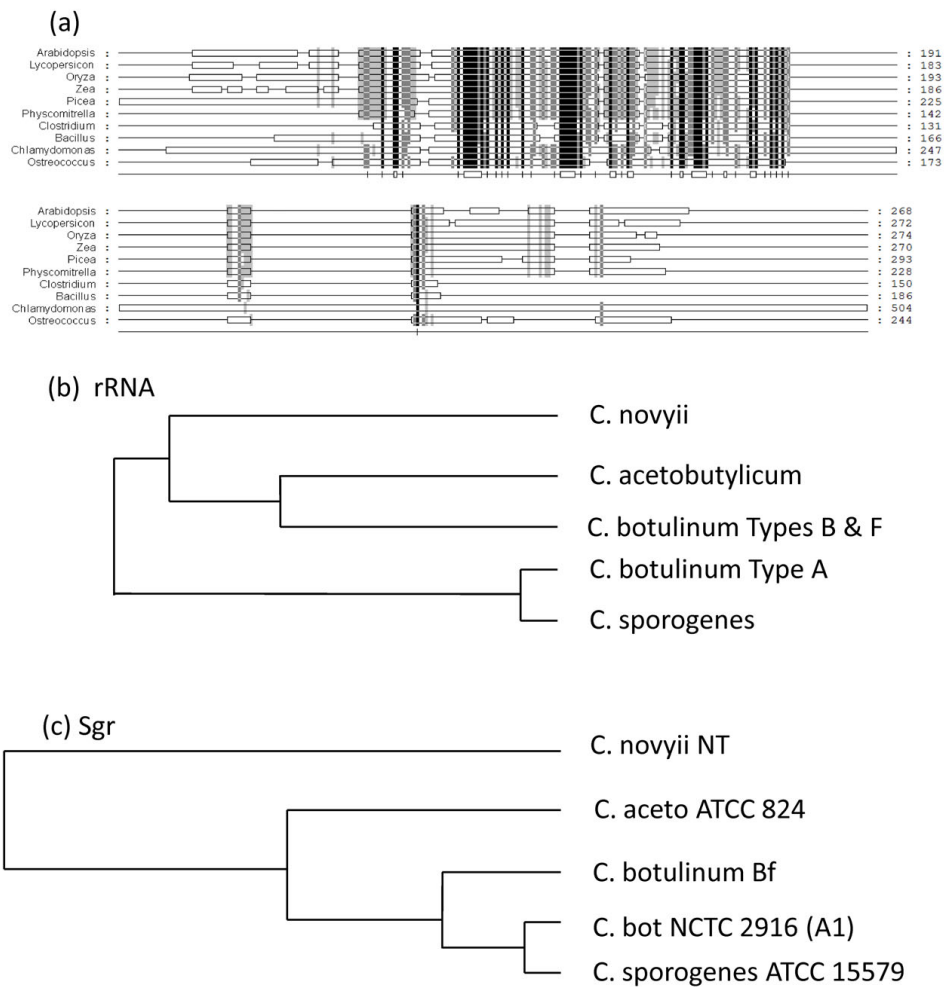 (a)
Arabidopsis : : 191
Lycopersicon : : 183
Oryza : : 193
Zea : : 186
Picea : : 225
Physcomitrella : : 142
Clostridium : : 131
Bacillus : : 166
Chlamydomonas : : 247
Ostreococcus : : 173
Arabidopsis : : 268
Lycopersicon : : 272
Oryza : : 274
Zea : : 270
Picea : : 293
Physcomitrella : : 228
Clostridium : : 150
Bacillus : : 186
Chlamydomonas : : 504
Ostreococcus : : 244
(b) rRNA
C. novyii
C. acetobutylicum
C. botulinum Types B & F
C. botulinum Type A
C. sporogenes
(c) Sgr
C. novyii NT
C. aceto ATCC 824
C. botulinum Bf
C. bot NCTC 2916 (A1)
C. sporogenes ATCC 15579